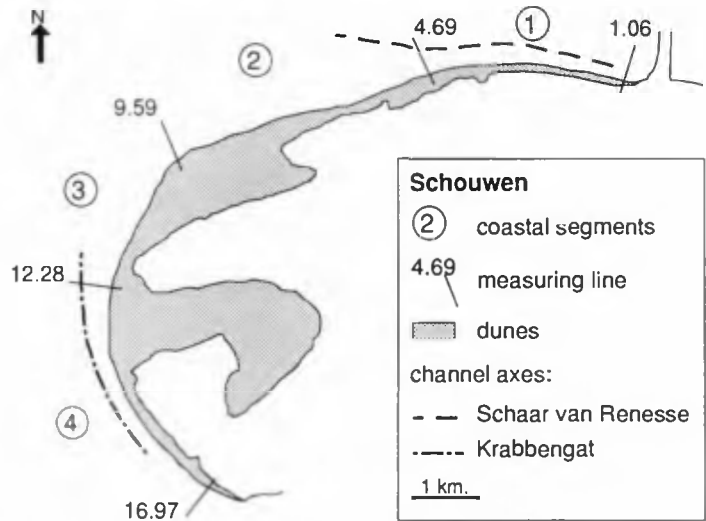 N
1
4.69
1.06
2
9.59
3
12.28
4
16.97
Schouwen
2 coastal segments
4.69 measuring line
dunes
channel axes:
Schaar van Renesse
Krabbengat
1 km.